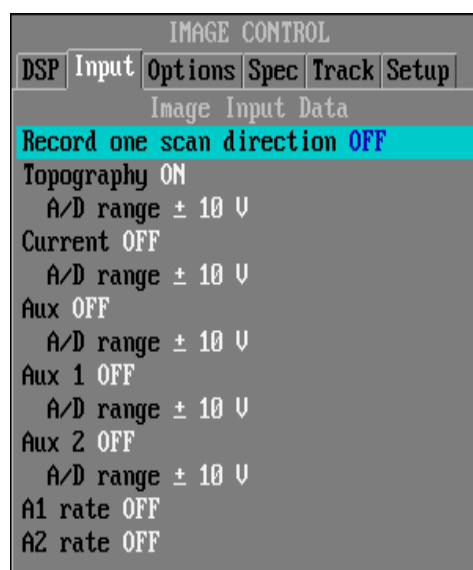 IMAGE CONTROL
DSP Input Options Spec Track Setup
Image Input Data
Record one scan direction OFF
Topography ON
A/D range ± 10 V
Current OFF
A/D range ± 10 V
Aux OFF
A/D range ± 10 V
Aux 1 OFF
A/D range ± 10 V
Aux 2 OFF
A/D range ± 10 V
A1 rate OFF
A2 rate OFF